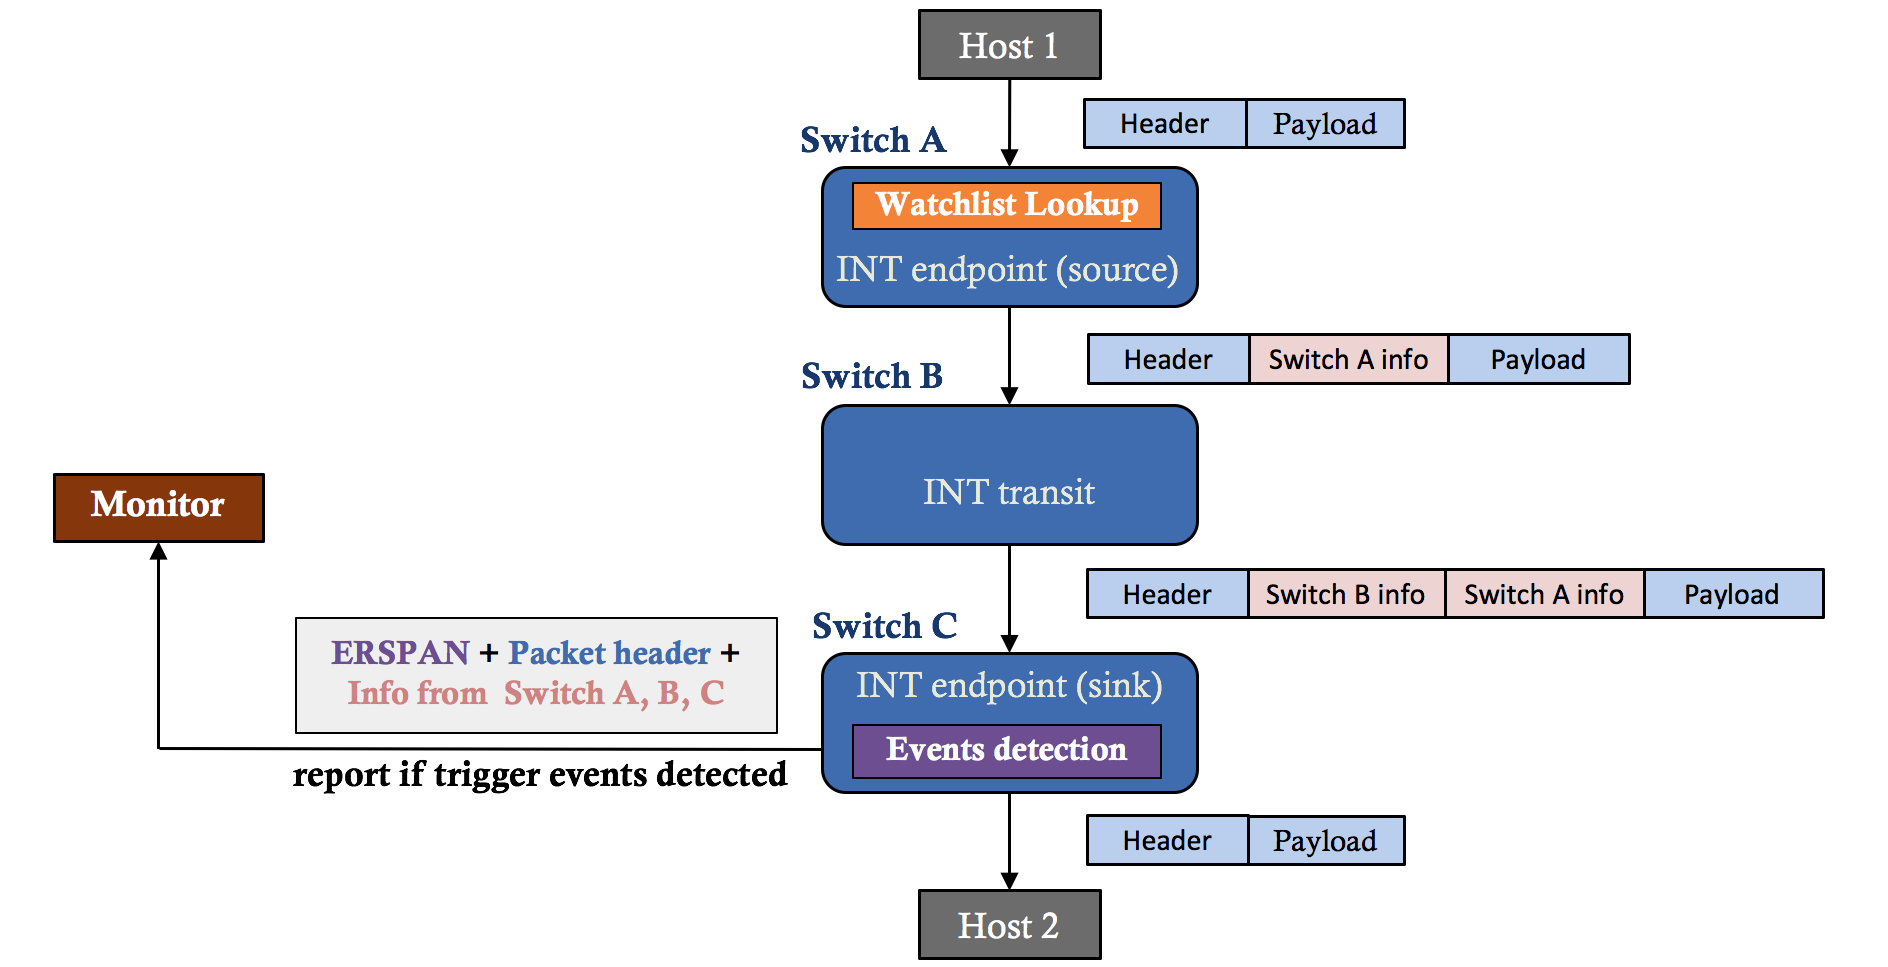 Host 1
Header Payload
Switch A
Watchlist Lookup
INT endpoint (source)
Header Switch A info Payload
Switch B
INT transit
Monitor
Header Switch B info Switch A info Payload
Switch C
ERSPAN + Packet header +
Info from Switch A, B, C
INT endpoint (sink)
Events detection
report if trigger events detected
Header Payload
Host 2